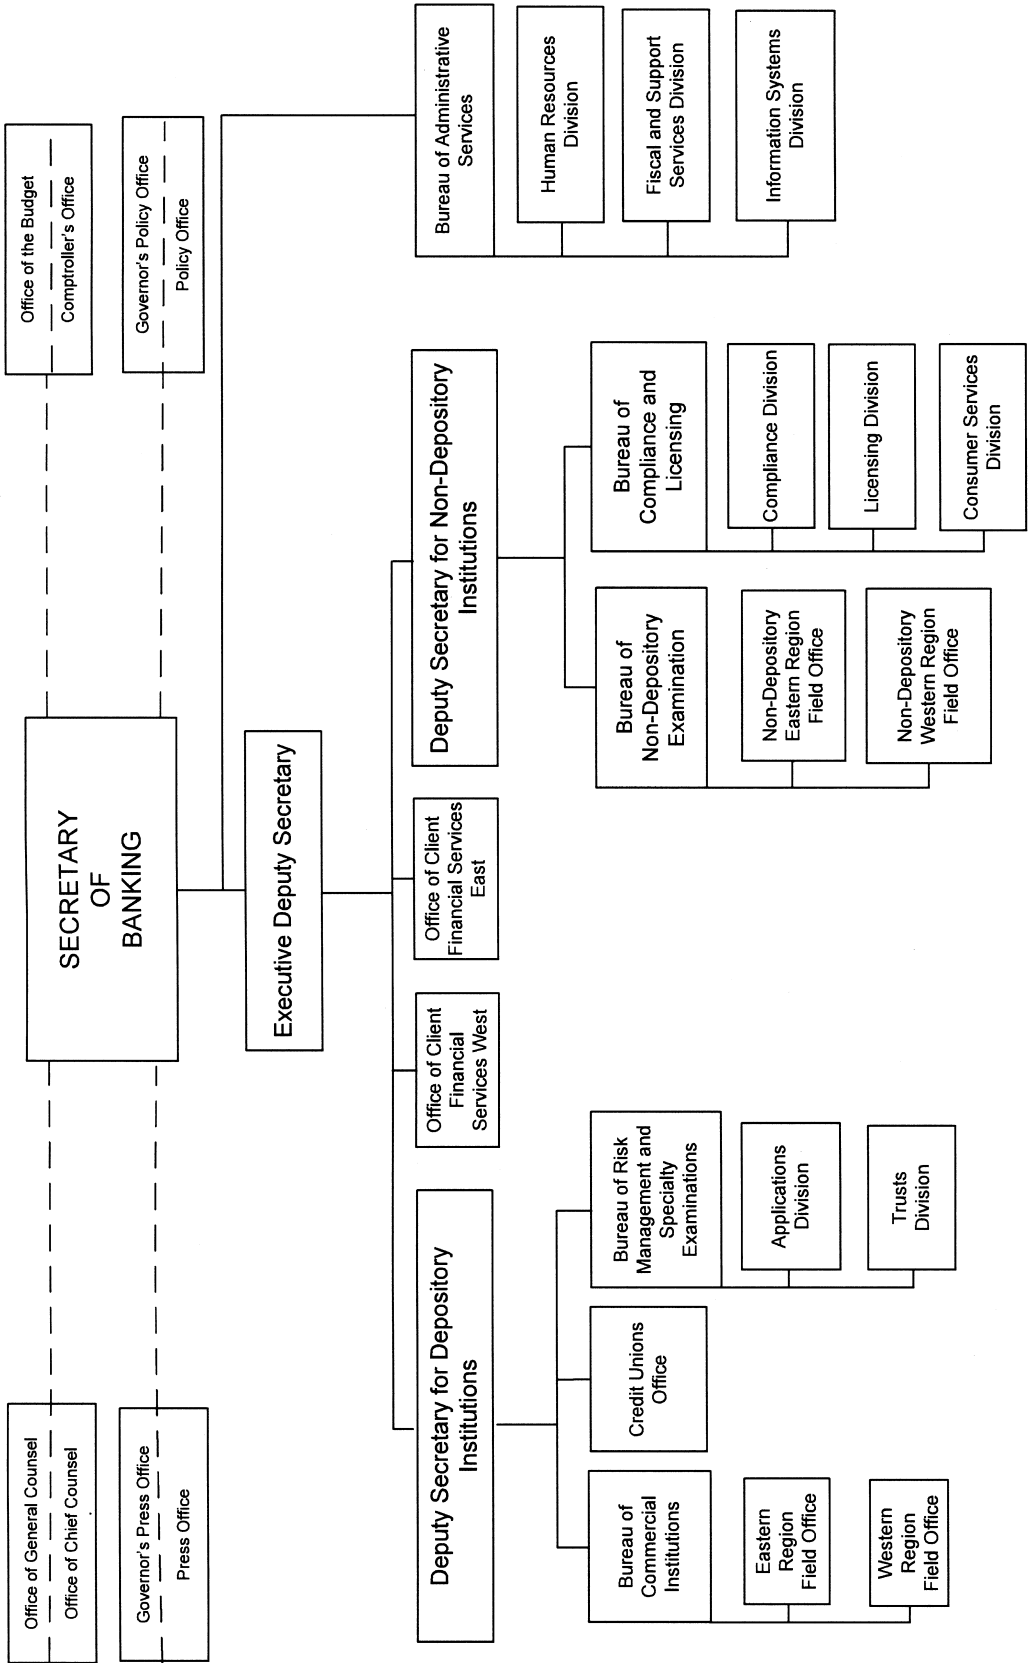 Office of General Counsel
Office of Chief Counsel
Governor's Press Office
Press Office
SECRETARY
OF
BANKING
Office of the Budget
Comptroller's Office
Governor's Policy Office
Policy Office
Executive Deputy Secretary
Deputy Secretary for Depository
Institutions
Office of Client
Financial
Services West
Office of Client
Financial Services
East
Deputy Secretary for Non-Depository
Institutions
Bureau of Administrative
Services
Human Resources
Division
Fiscal and Support
Services Division
Information Systems
Division
Bureau of
Commercial
Institutions
Eastern
Region
Field Office
Western
Region
Field Office
Credit Unions
Office
Bureau of Risk
Management and
Specialty
Examinations
Applications
Division
Trusts
Division
Bureau of
Non-Depository
Examination
Non-Depository
Eastern Region
Field Office
Non-Depository
Western Region
Field Office
Bureau of
Compliance and
Licensing
Compliance Division
Licensing Division
Consumer Services
Division